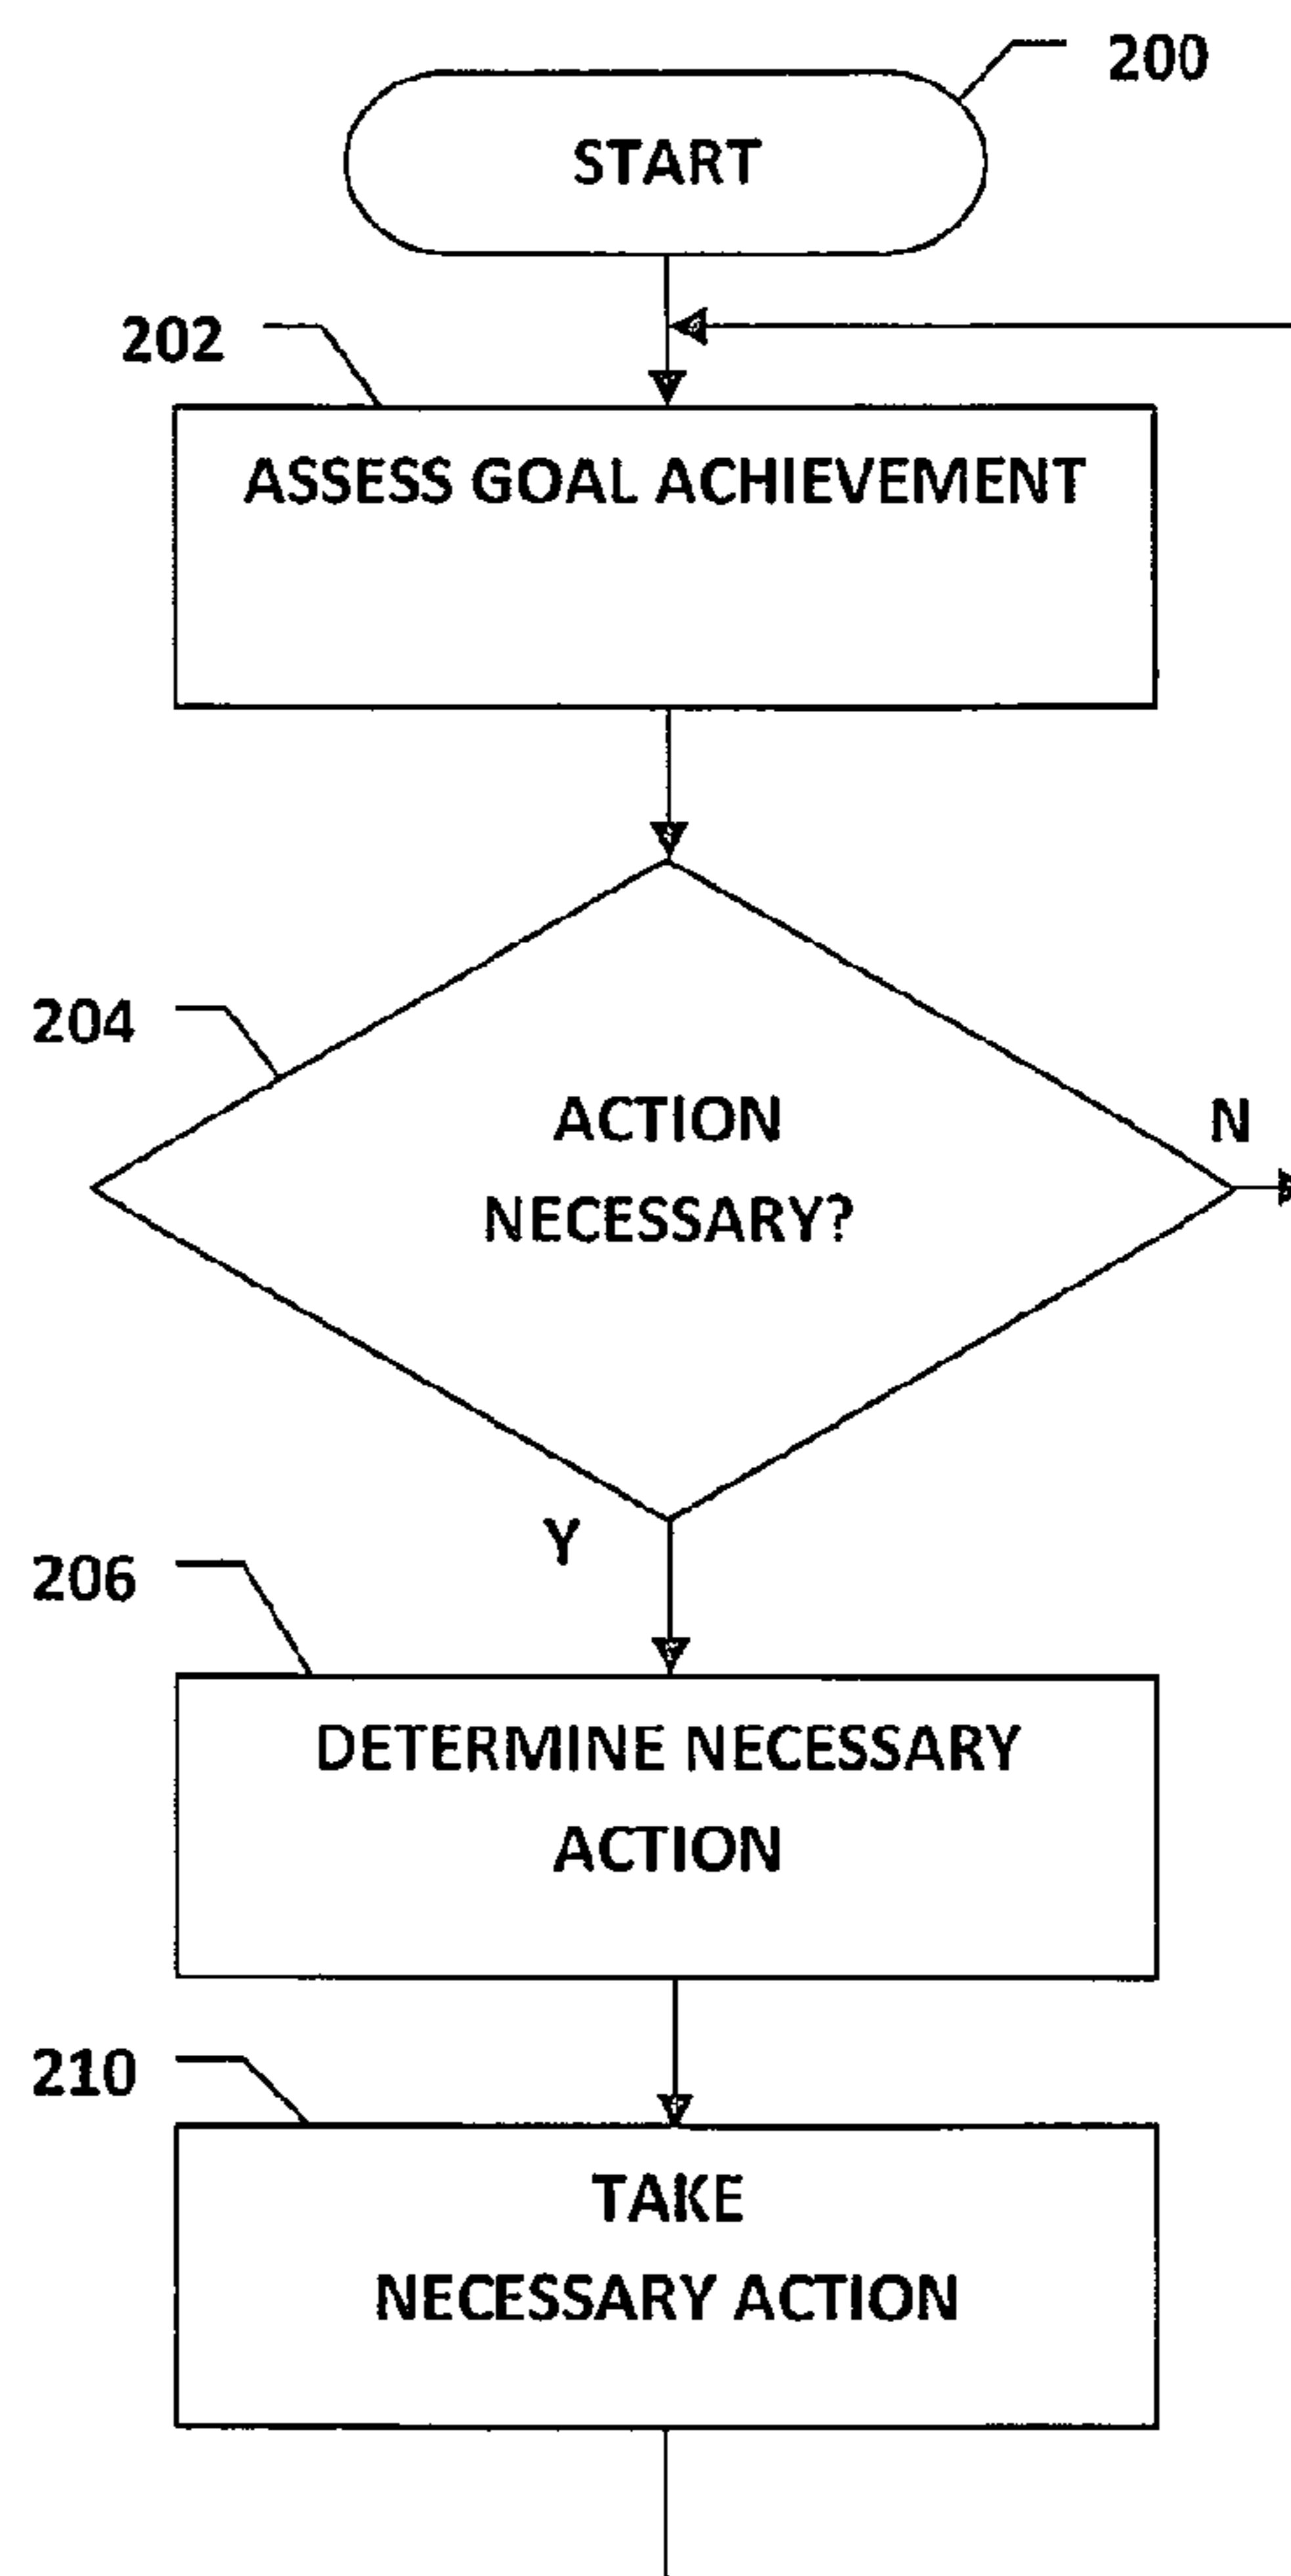 200
START
202
ASSESS GOAL ACHIEVEMENT
204
ACTION
NECESSARY?
N
Y
206
DETERMINE NECESSARY
ACTION
210
TAKE
NECESSARY ACTION